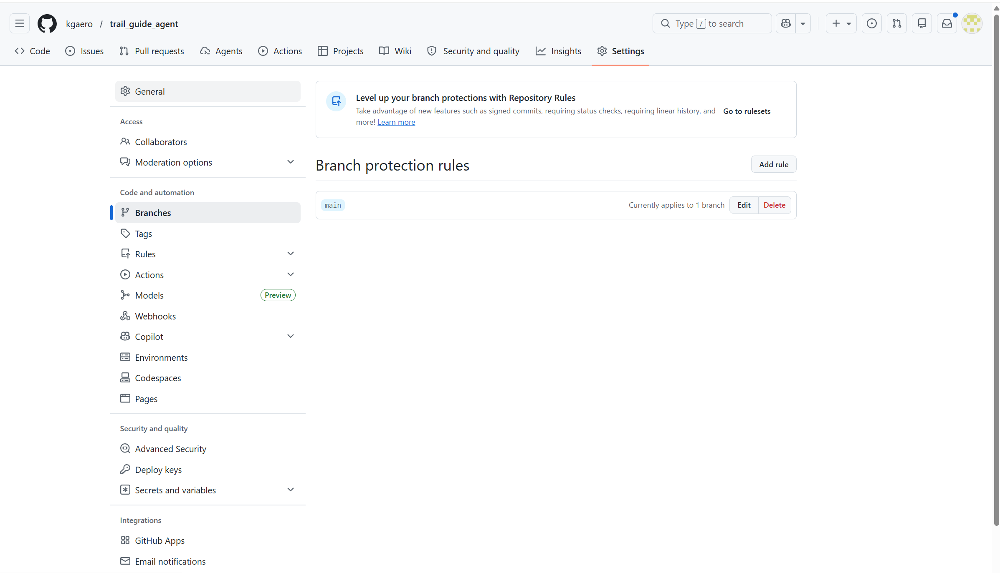 kgaero / trail_guide_agent
Type / to search
Code Issues Pull requests Agents Actions Projects Wiki Security and quality Insights Settings
General
Access
Collaborators
Moderation options
Code and automation
Branches
Tags
Rules
Actions
Models Preview
Webhooks
Copilot
Environments
Codespaces
Pages
Security and quality
Advanced Security
Deploy keys
Secrets and variables
Integrations
GitHub Apps
Email notifications
Level up your branch protections with Repository Rules
Take advantage of new features such as signed commits, requiring status checks, requiring linear history, and
more! Learn more
Go to rulesets
Branch protection rules
Add rule
main Currently applies to 1 branch Edit Delete